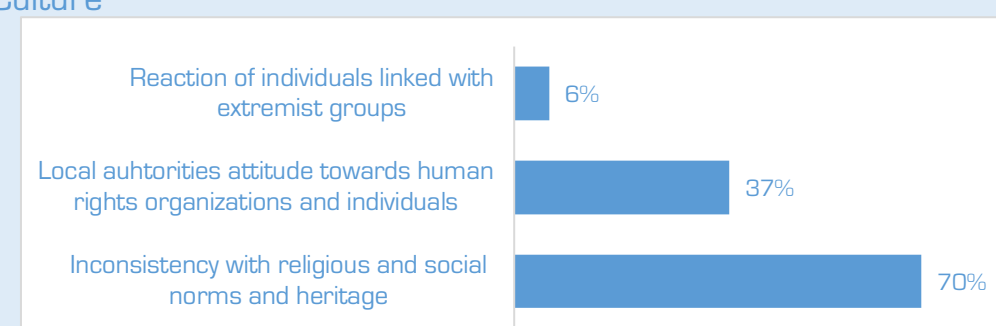 Culture
Reaction of individuals linked with
extremist groups
6%
Local auhtorities attitude towards human
rights organizations and individuals
37%
Inconsistency with religious and social
norms and heritage
70%